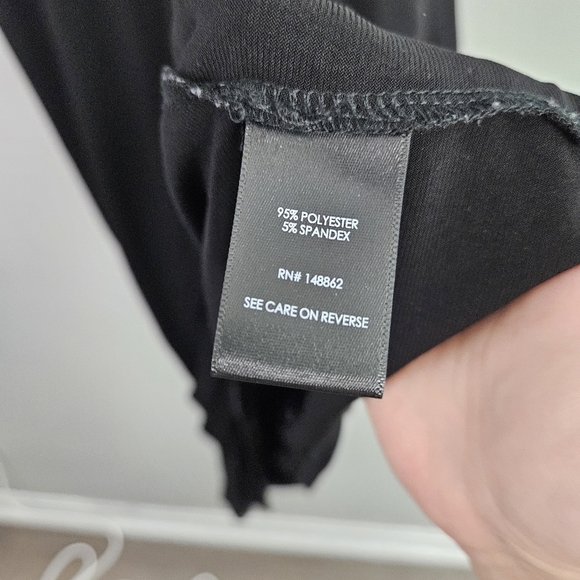 95% POLYESTER
5% SPANDEX
RN# 148862
SEE CARE ON REVERSE